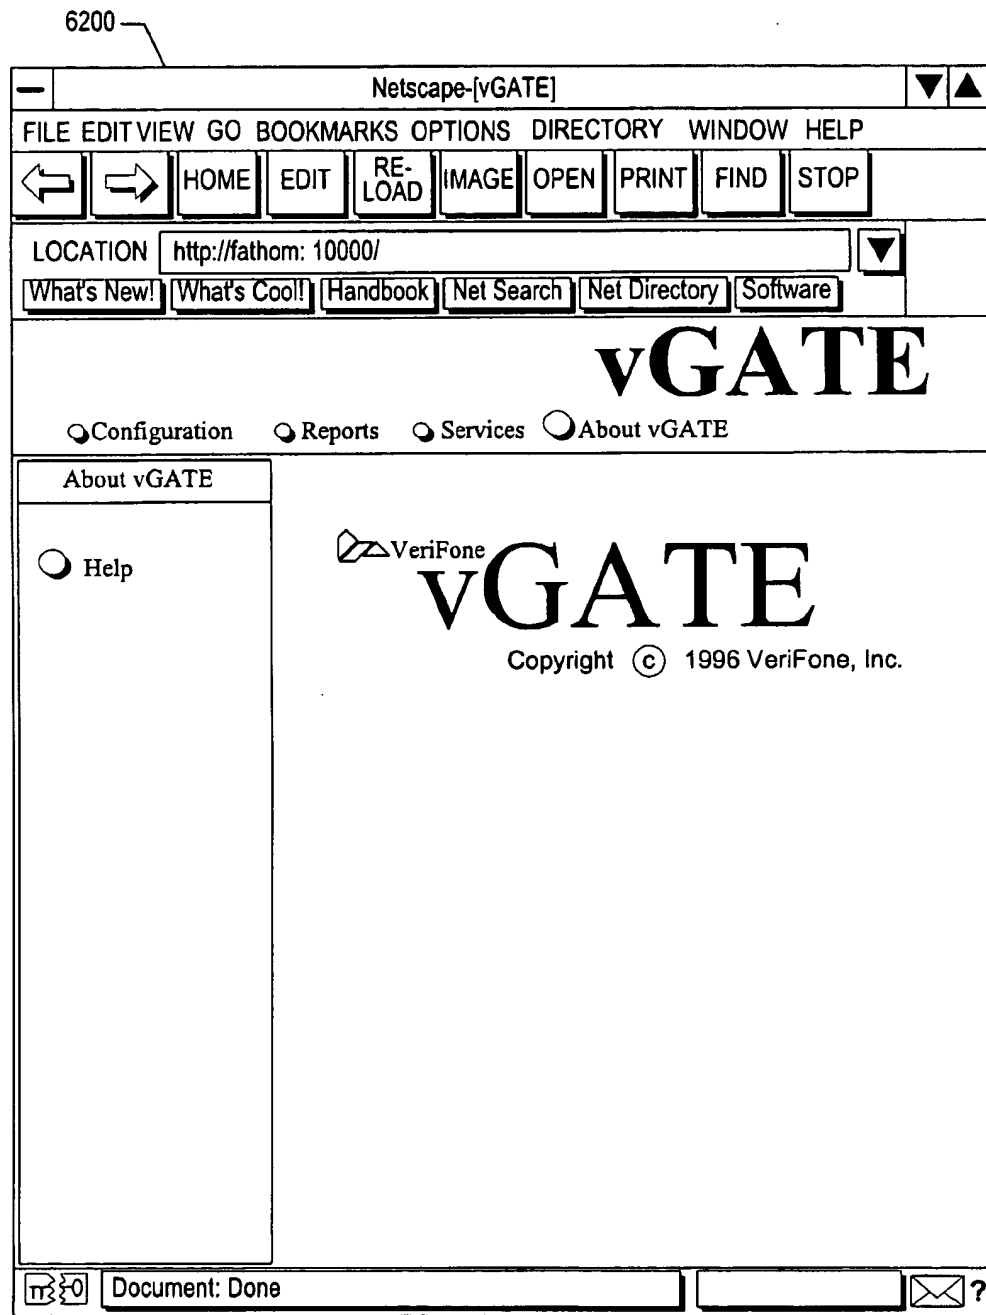 6200
Netscape-[vGATE]
FILE EDIT VIEW GO BOOKMARKS OPTIONS DIRECTORY WINDOW HELP
HOME EDIT RE-LOAD IMAGE OPEN PRINT FIND STOP
LOCATION http://fathom: 10000/
What's New! What's Cool! Handbook Net Search Net Directory Software
vGATE
Configuration Reports Services About vGATE
About vGATE
Help
VeriFone
vGATE
Copyright © 1996 VeriFone, Inc.
Document: Done ?